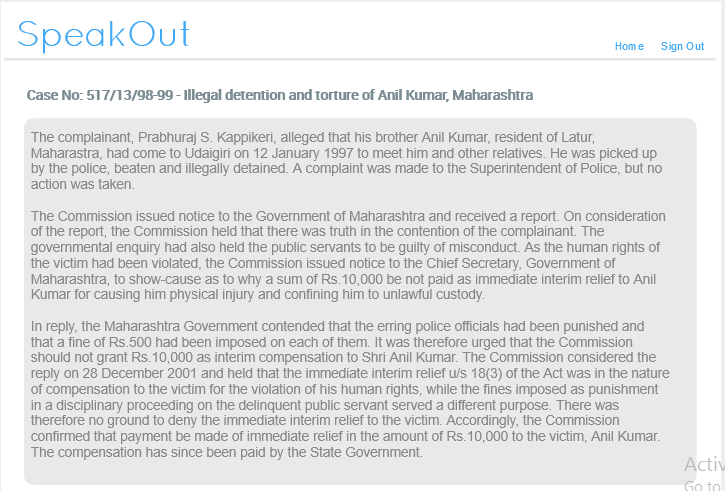 SpeakOut
Home Sign Out
Case No: 517/13/98-99 - Illegal detention and torture of Anil Kumar, Maharashtra
The complainant, Prabhuraj S. Kappikeri, alleged that his brother Anil Kumar, resident of Latur,
Maharastra, had come to Udaigiri on 12 January 1997 to meet him and other relatives. He was picked up
by the police, beaten and illegally detained. A complaint was made to the Superintendent of Police, but no
action was taken.
The Commission issued notice to the Government of Maharashtra and received a report. On consideration
of the report, the Commission held that there was truth in the contention of the complainant. The
governmental enquiry had also held the public servants to be guilty of misconduct. As the human rights of
the victim had been violated, the Commission issued notice to the Chief Secretary, Government of
Maharashtra, to show-cause as to why a sum of Rs.10,000 be not paid as immediate interim relief to Anil
Kumar for causing him physical injury and confining him to unlawful custody.
In reply, the Maharashtra Government contended that the erring police officials had been punished and
that a fine of Rs.500 had been imposed on each of them. It was therefore urged that the Commission
should not grant Rs.10,000 as interim compensation to Shri Anil Kumar. The Commission considered the
reply on 28 December 2001 and held that the immediate interim relief u/s 18(3) of the Act was in the nature
of compensation to the victim for the violation of his human rights, while the fines imposed as punishment
in a disciplinary proceeding on the delinquent public servant served a different purpose. There was
therefore no ground to deny the immediate interim relief to the victim. Accordingly, the Commission
confirmed that payment be made of immediate relief in the amount of Rs.10,000 to the victim, Anil Kumar.
The compensation has since been paid by the State Government.
Activ
Go to